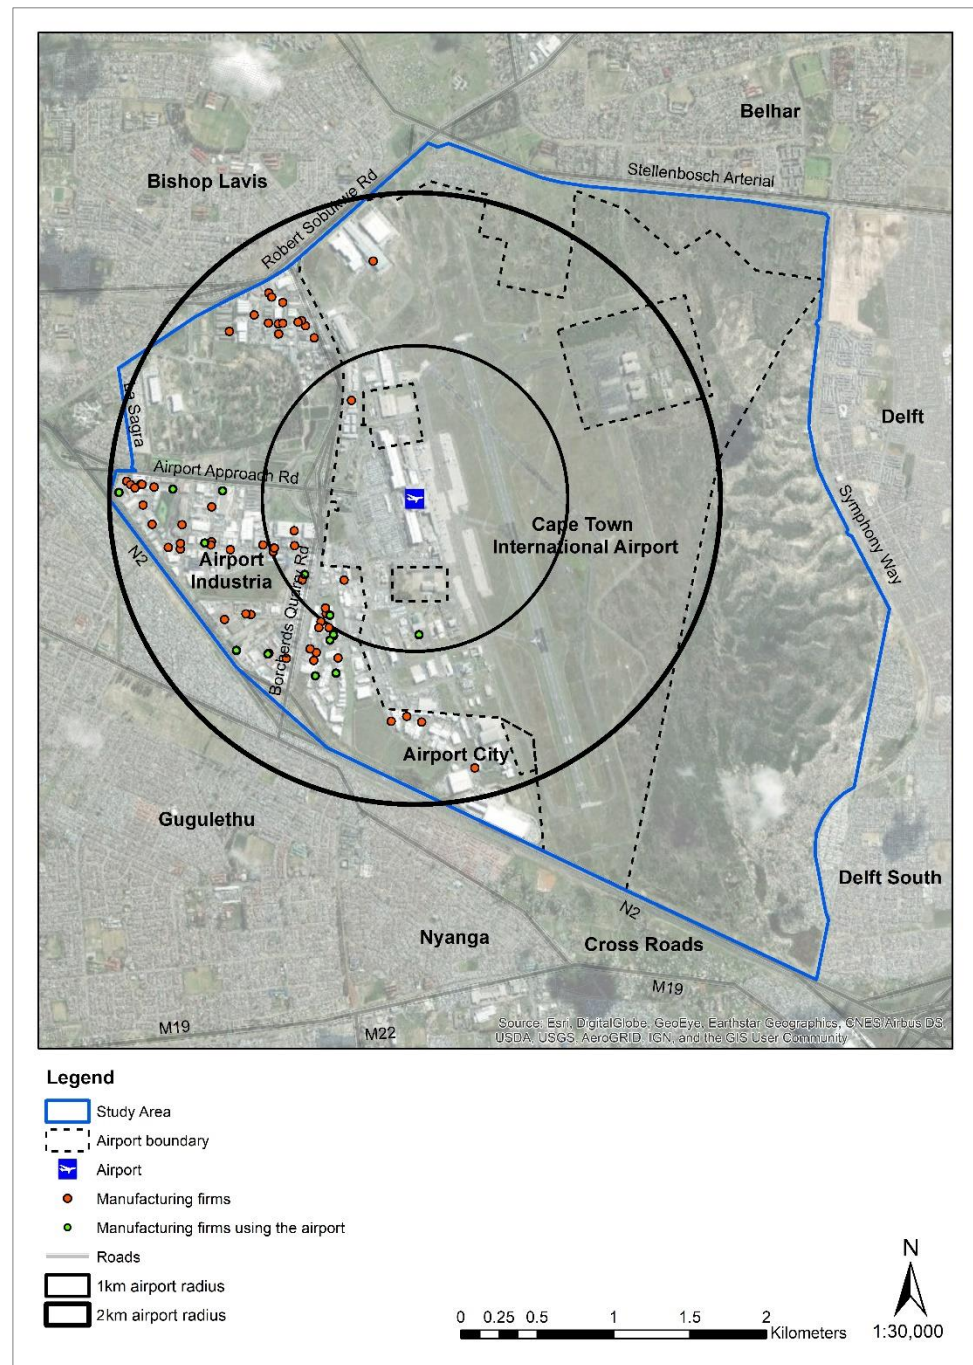 Belhar
Stellenbosch Arterial
Bishop Lavis
Robert Sobukwe Rd
Delft
La Sagra
Airport Approach Rd
Symphony Way
Cape Town
International Airport
N2
Airport
Industria
Borcherds Quarry Rd
Airport City
Gugulethu
Delft South
N2
Nyanga
Cross Roads
M19
M19
M22
Source: Esri, DigitalGlobe, GeoEye, Earthstar Geographics, CNES/Airbus DS,
USDA, USGS, AeroGRID, IGN, and the GIS User Community
Legend
Study Area
Airport boundary
Airport
Manufacturing firms
Manufacturing firms using the airport
Roads
1km airport radius
2km airport radius
N
0 0.25 0.5 1 1.5 2
Kilometers
1:30,000